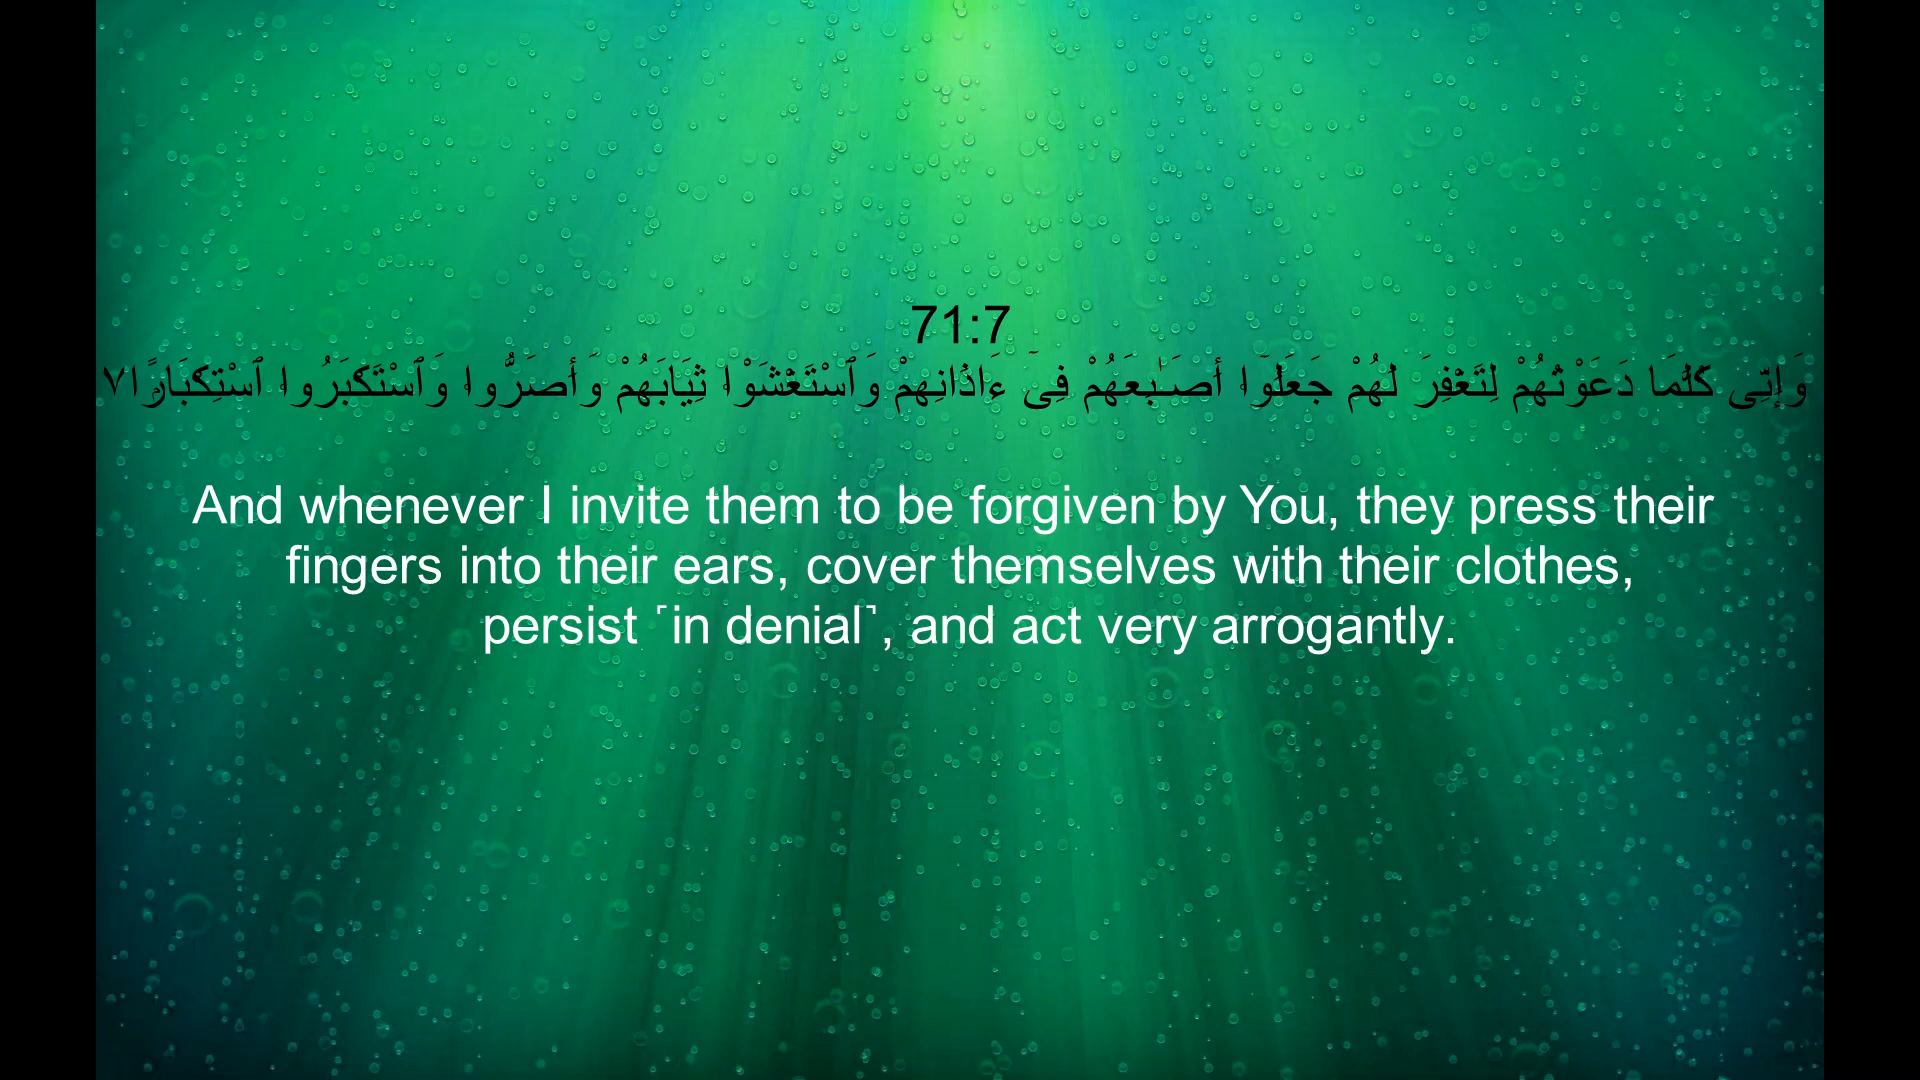 71:7
وَإِنِّى كُلَّمَا دَعَوْتُهُمْ لِتَغْفِرَ لَهُمْ جَعَلُوٓا۟ أَصَـٰبِعَهُمْ فِىٓ ءَاذَانِهِمْ وَٱسْتَغْشَوْا۟ ثِيَابَهُمْ وَأَصَرُّوا۟ وَٱسْتَكْبَرُوا۟ ٱسْتِكْبَارًۭا ٧
And whenever I invite them to be forgiven by You, they press their
fingers into their ears, cover themselves with their clothes,
persist ˹in denial˺, and act very arrogantly.